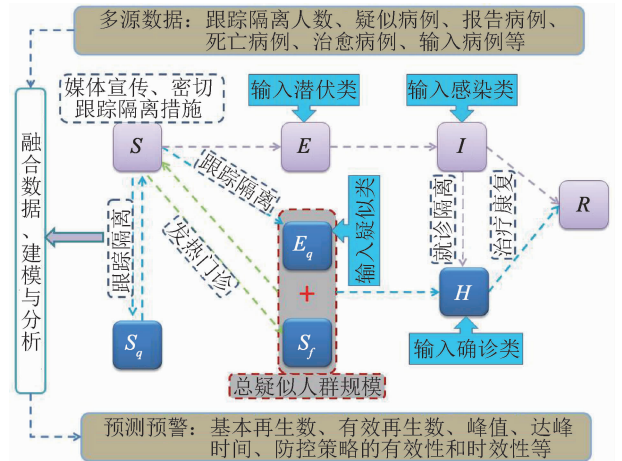 多源数据：跟踪隔离人数、疑似病例、报告病例、
死亡病例、治愈病例、输入病例等
媒体宣传、密切
跟踪隔离措施
输入潜伏类
输入感染类
S
E
I
R
跟踪隔离
输入疑似类
就诊隔离
治疗康复
融合数据、建模与分析
跟踪隔离
发热门诊
Eq
+
H
Sq
Sf
输入确诊类
总疑似人群规模
预测预警：基本再生数、有效再生数、峰值、达峰
时间、防控策略的有效性和时效性等